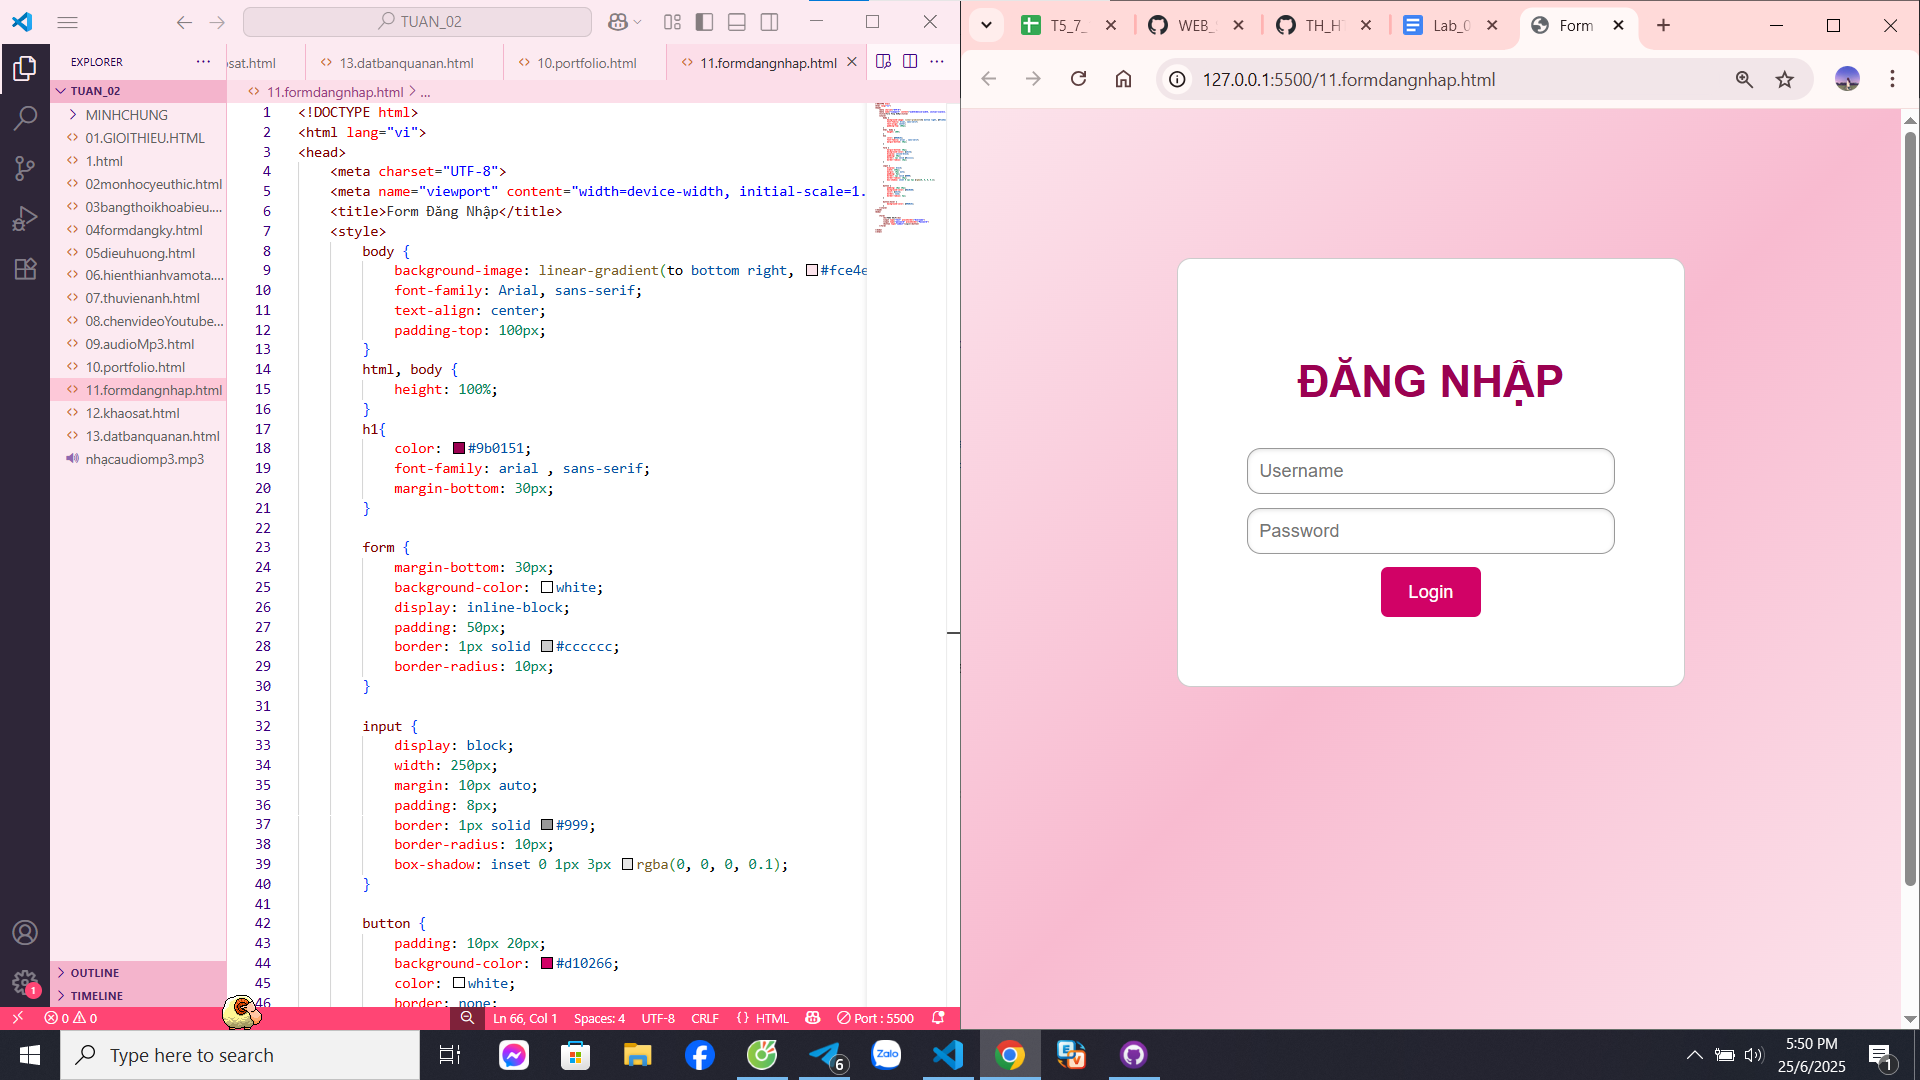 TUAN_02
EXPLORER
osat.html
13.datbanquanan.html
10.portfolio.html
11.formdangnhap.html
TUAN_02
MINHCHUNG
01.GIOITHIEU.HTML
1.html
02monhocyeuthic.html
03bangthoikhoabieu....
04formdangky.html
05dieuhuong.html
06.hienthianhvamota....
07.thuvienanh.html
08.chenvideoYoutube...
09.audioMp3.html
10.portfolio.html
11.formdangnhap.html
12.khaosat.html
13.datbanquanan.html
nhạcaudiomp3.mp3
OUTLINE
TIMELINE
11.formdangnhap.html > ...
1 <!DOCTYPE html>
2 <html lang="vi">
3 <head>
4 <meta charset="UTF-8">
5 <meta name="viewport" content="width=device-width, initial-scale=1.
6 <title>Form Đăng Nhập</title>
7 <style>
8 body {
9 background-image: linear-gradient(to bottom right, #fce4e
10 font-family: Arial, sans-serif;
11 text-align: center;
12 padding-top: 100px;
13 }
14 html, body {
15 height: 100%;
16 }
17 h1{
18 color: #9b0151;
19 font-family: arial , sans-serif;
20 margin-bottom: 30px;
21 }
22
23 form {
24 margin-bottom: 30px;
25 background-color: white;
26 display: inline-block;
27 padding: 50px;
28 border: 1px solid #cccccc;
29 border-radius: 10px;
30 }
31
32 input {
33 display: block;
34 width: 250px;
35 margin: 10px auto;
36 padding: 8px;
37 border: 1px solid #999;
38 border-radius: 10px;
39 box-shadow: inset 0 1px 3px rgba(0, 0, 0, 0.1);
40 }
41
42 button {
43 padding: 10px 20px;
44 background-color: #d10266;
45 color: white;
46 border: none;
1
0 0
Ln 66, Col 1 Spaces: 4 UTF-8 CRLF {} HTML Port : 5500
T5_7_
WEB_
TH_H
Lab_0
Form
127.0.0.1:5500/11.formdangnhap.html
ĐĂNG NHẬP
Username
Password
Login
Type here to search
6
Zalo
5:50 PM
25/6/2025
1